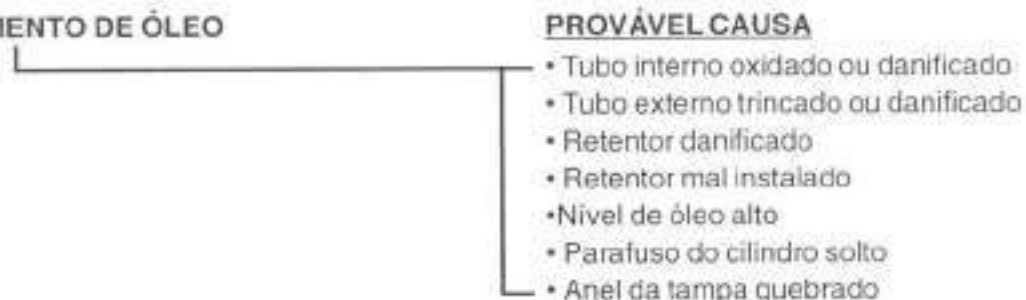 MENTO DE ÓLEO
PROVÁVEL CAUSA
• Tubo interno oxidado ou danificado
• Tubo externo trincado ou danificado
• Retentor danificado
• Retentor mal instalado
•Nível de óleo alto
• Parafuso do cilindro solto
• Anel da tampa quebrado